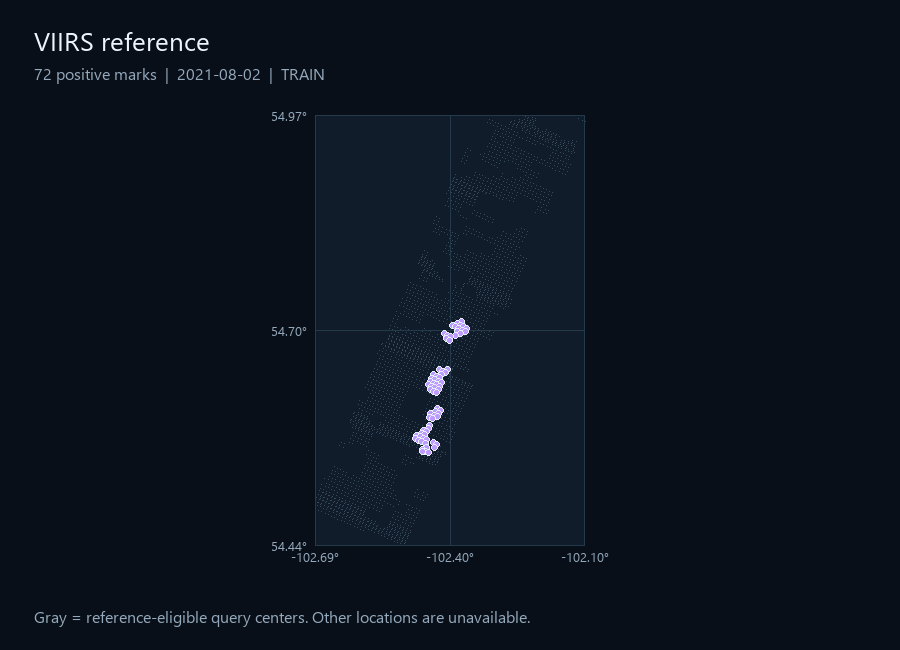 VIIRS reference
72 positive marks | 2021-08-02 | TRAIN
54.97°
54.70°
54.44°
-102.69° -102.40° -102.10°
Gray = reference-eligible query centers. Other locations are unavailable.